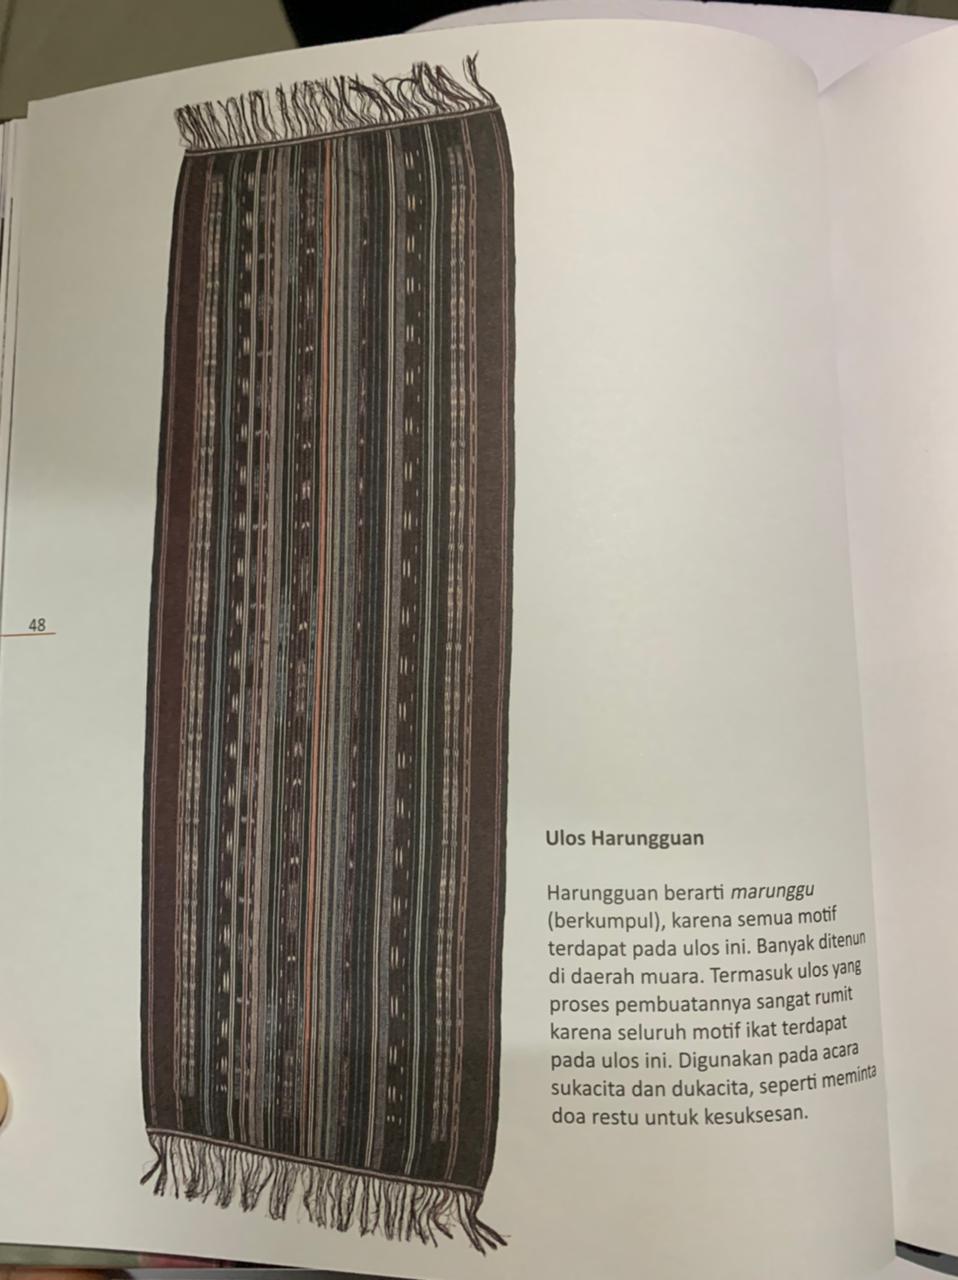 48
Ulos Harungguan
Harungguan berarti marunggu
(berkumpul), karena semua motif
terdapat pada ulos ini. Banyak ditenun
di daerah muara. Termasuk ulos yang
proses pembuatannya sangat rumit
karena seluruh motif ikat terdapat
pada ulos ini. Digunakan pada acara
sukacita dan dukacita, seperti meminta
doa restu untuk kesuksesan.